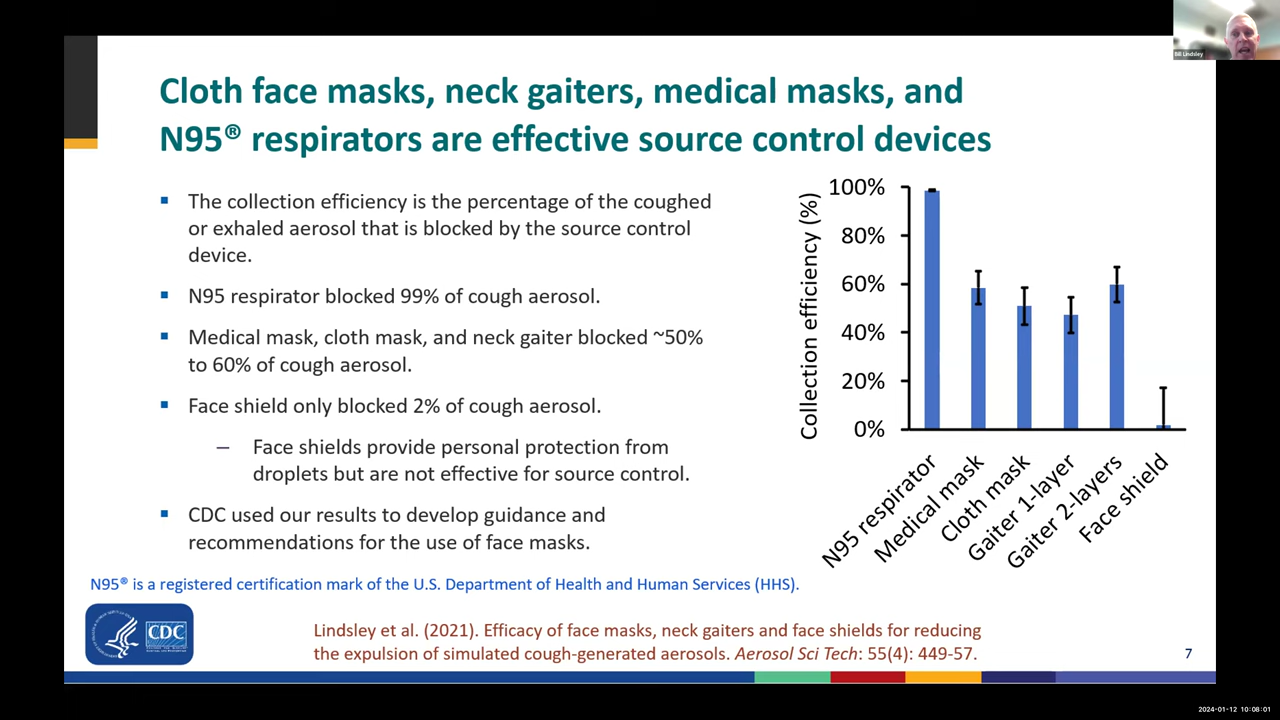 Bill Lindsley
Cloth face masks, neck gaiters, medical masks, and
N95® respirators are effective source control devices
▪ The collection efficiency is the percentage of the coughed
or exhaled aerosol that is blocked by the source control
device.
▪ N95 respirator blocked 99% of cough aerosol.
▪ Medical mask, cloth mask, and neck gaiter blocked ~50%
to 60% of cough aerosol.
▪ Face shield only blocked 2% of cough aerosol.
– Face shields provide personal protection from
droplets but are not effective for source control.
▪ CDC used our results to develop guidance and
recommendations for the use of face masks.
Collection efficiency (%)
100%
80%
60%
40%
20%
0%
N95 respirator
Medical mask
Cloth mask
Gaiter 1-layer
Gaiter 2-layers
Face shield
N95® is a registered certification mark of the U.S. Department of Health and Human Services (HHS).
CDC
Lindsley et al. (2021). Efficacy of face masks, neck gaiters and face shields for reducing
the expulsion of simulated cough-generated aerosols. Aerosol Sci Tech: 55(4): 449-57.
7
2024-01-12 10:08:01